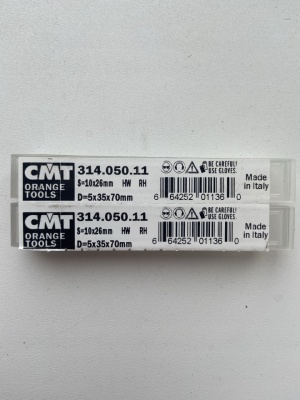 CMT
ORANGE
TOOLS
314.050.11
S=10x26mm HW RH
D=5x35x70mm
BE CAREFUL!
USE GLOVES.
6 64252 01136 0
Made
in Italy
CMT
ORANGE
TOOLS
314.050.11
S=10x26mm HW RH
D=5x35x70mm
BE CAREFUL!
USE GLOVES.
6 64252 01136 0
Made
in Italy